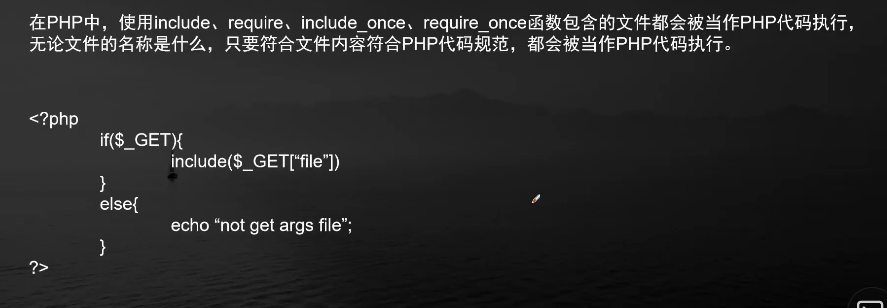 在PHP中，使用include、require、include_once、require_once函数包含的文件都会被当作PHP代码执行，
无论文件的名称是什么，只要符合文件内容符合PHP代码规范，都会被当作PHP代码执行。
<?php
if($_GET){
include($_GET[“file”])
}
else{
echo “not get args file”;
}
?>